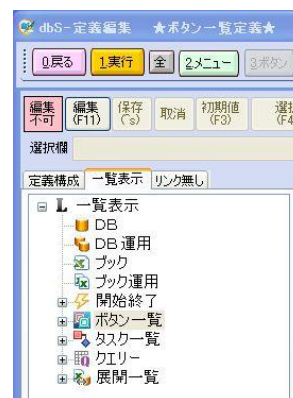 dbS-定義編集 ★ボタン一覧定義★
0.戻る 1.実行 全 2.メニュー 3.ボタン
編集不可 編集(F11) 保存(^s) 取消 初期値(F3) 選
選択欄
定義構成 一覧表示 リンク無し
L 一覧表示
DB
DB運用
ブック
ブック運用
開始終了
ボタン一覧
タスク一覧
クエリー
展開一覧